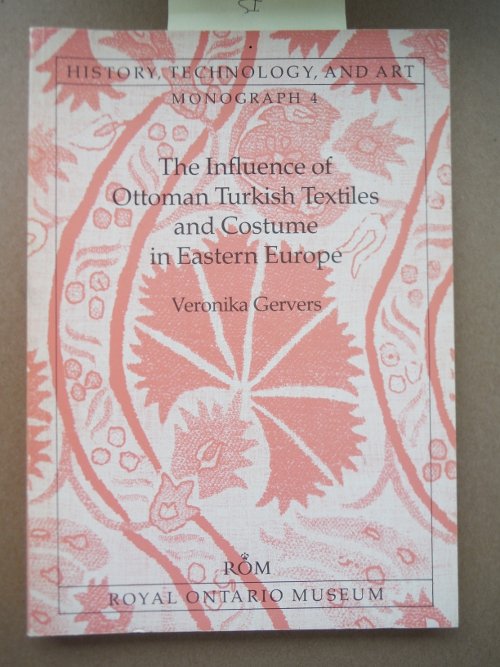 HISTORY, TECHNOLOGY, AND ART
MONOGRAPH 4
The Influence of
Ottoman Turkish Textiles
and Costume
in Eastern Europe
Veronika Gervers
ROM
ROYAL ONTARIO MUSEUM